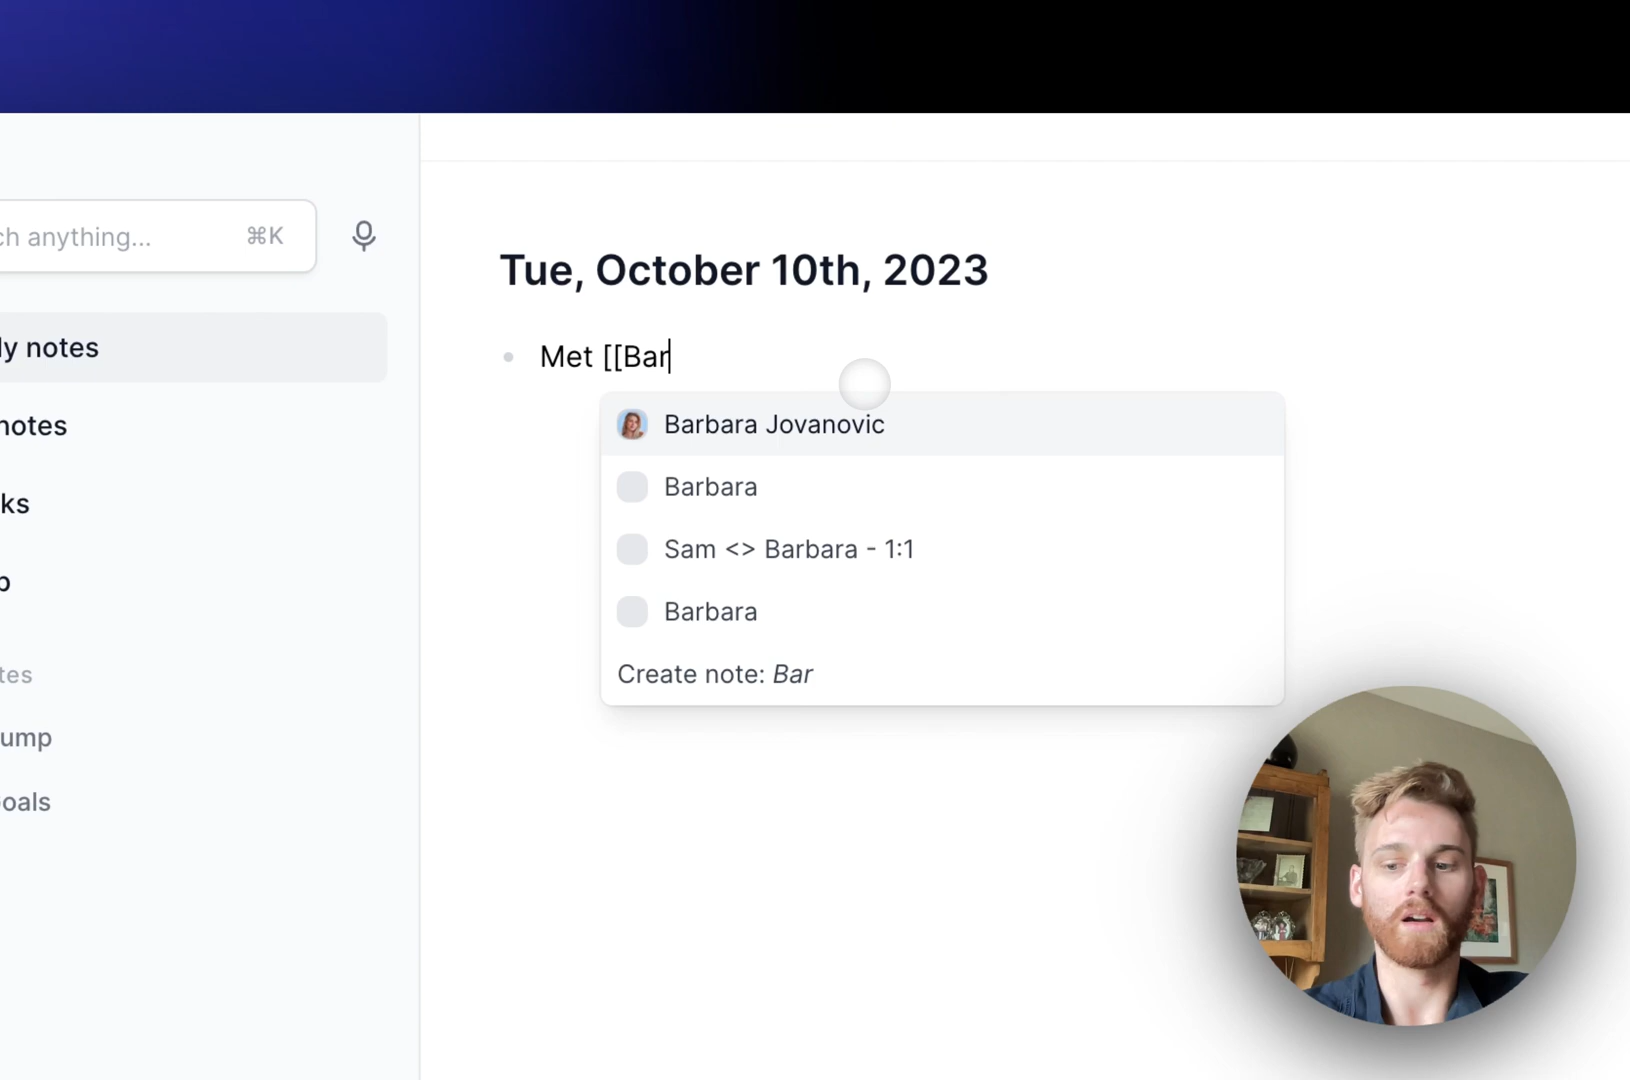 ch anything... ⌘K
ly notes
notes
ks
p
tes
ump
oals
Tue, October 10th, 2023
Met [[Bar
Barbara Jovanovic
Barbara
Sam <> Barbara - 1:1
Barbara
Create note: Bar